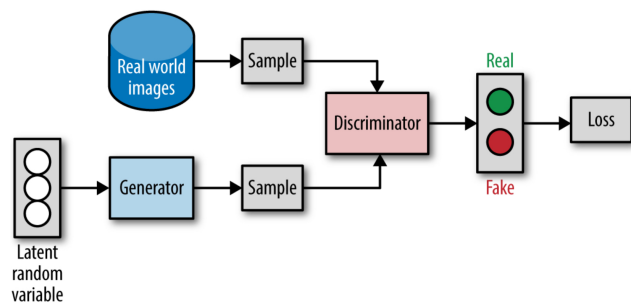 Real world
images
Sample
Real
Discriminator
Loss
Generator
Sample
Fake
Latent
random
variable